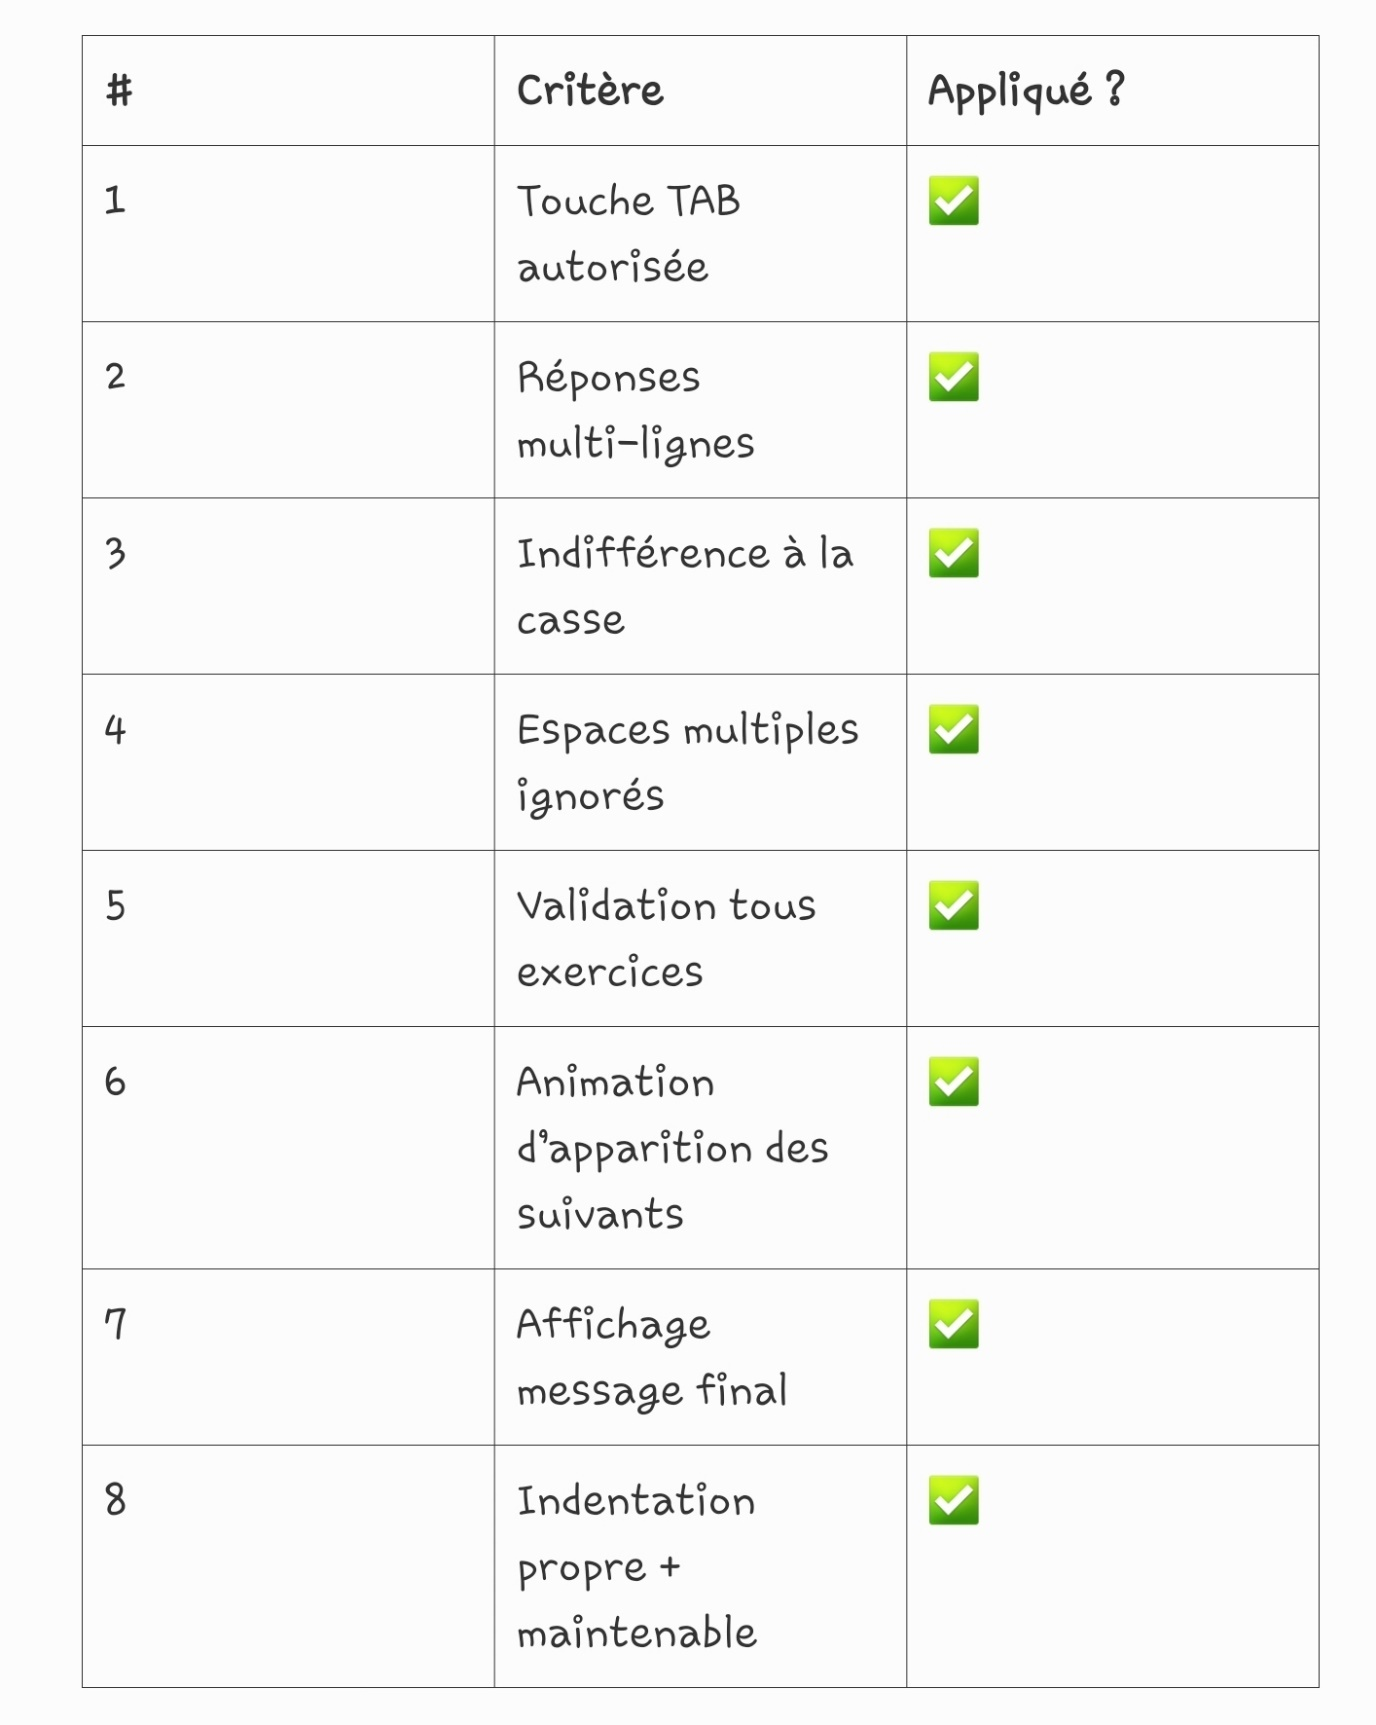 # Critère Appliqué ?
1 Touche TAB ✅
autorisée
2 Réponses ✅
multi-lignes
3 Indifférence à la ✅
casse
4 Espaces multiples ✅
ignorés
5 Validation tous ✅
exercices
6 Animation ✅
d’apparition des
suivants
7 Affichage ✅
message final
8 Indentation ✅
propre +
maintenable